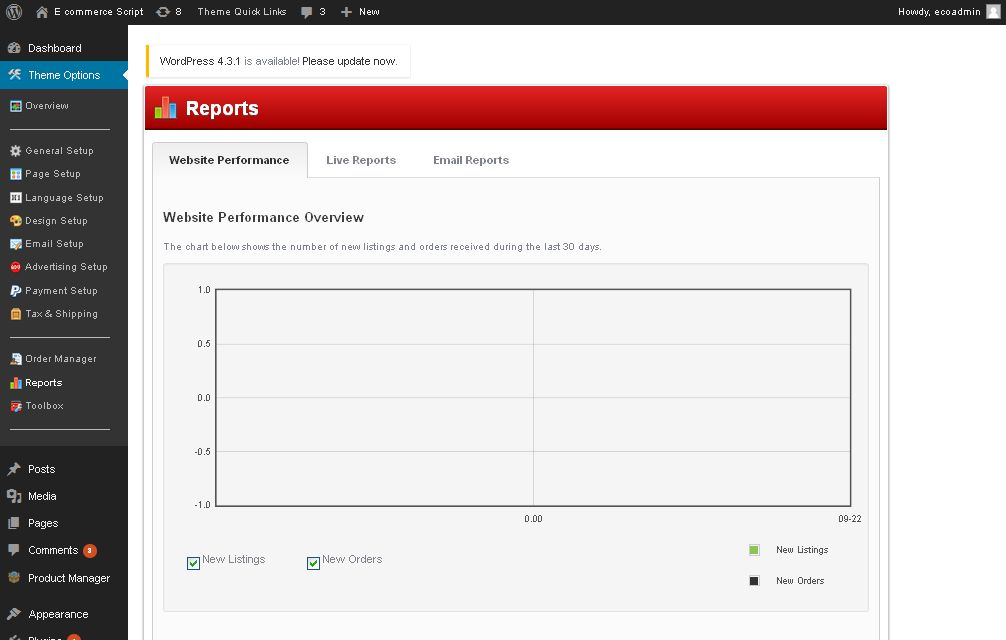 E commerce Script 8 Theme Quick Links 3 New Howdy, ecoadmin
Dashboard
Theme Options
Overview
General Setup
Page Setup
Language Setup
Design Setup
Email Setup
Advertising Setup
Payment Setup
Tax & Shipping
Order Manager
Reports
Toolbox
Posts
Media
Pages
Comments 3
Product Manager
Appearance
Plugins
WordPress 4.3.1 is available! Please update now.
Reports
Website Performance Live Reports Email Reports
Website Performance Overview
The chart below shows the number of new listings and orders received during the last 30 days.
1.0
0.5
0.0
-0.5
-1.0
0.00 09-22
New Listings New Orders
New Listings
New Orders